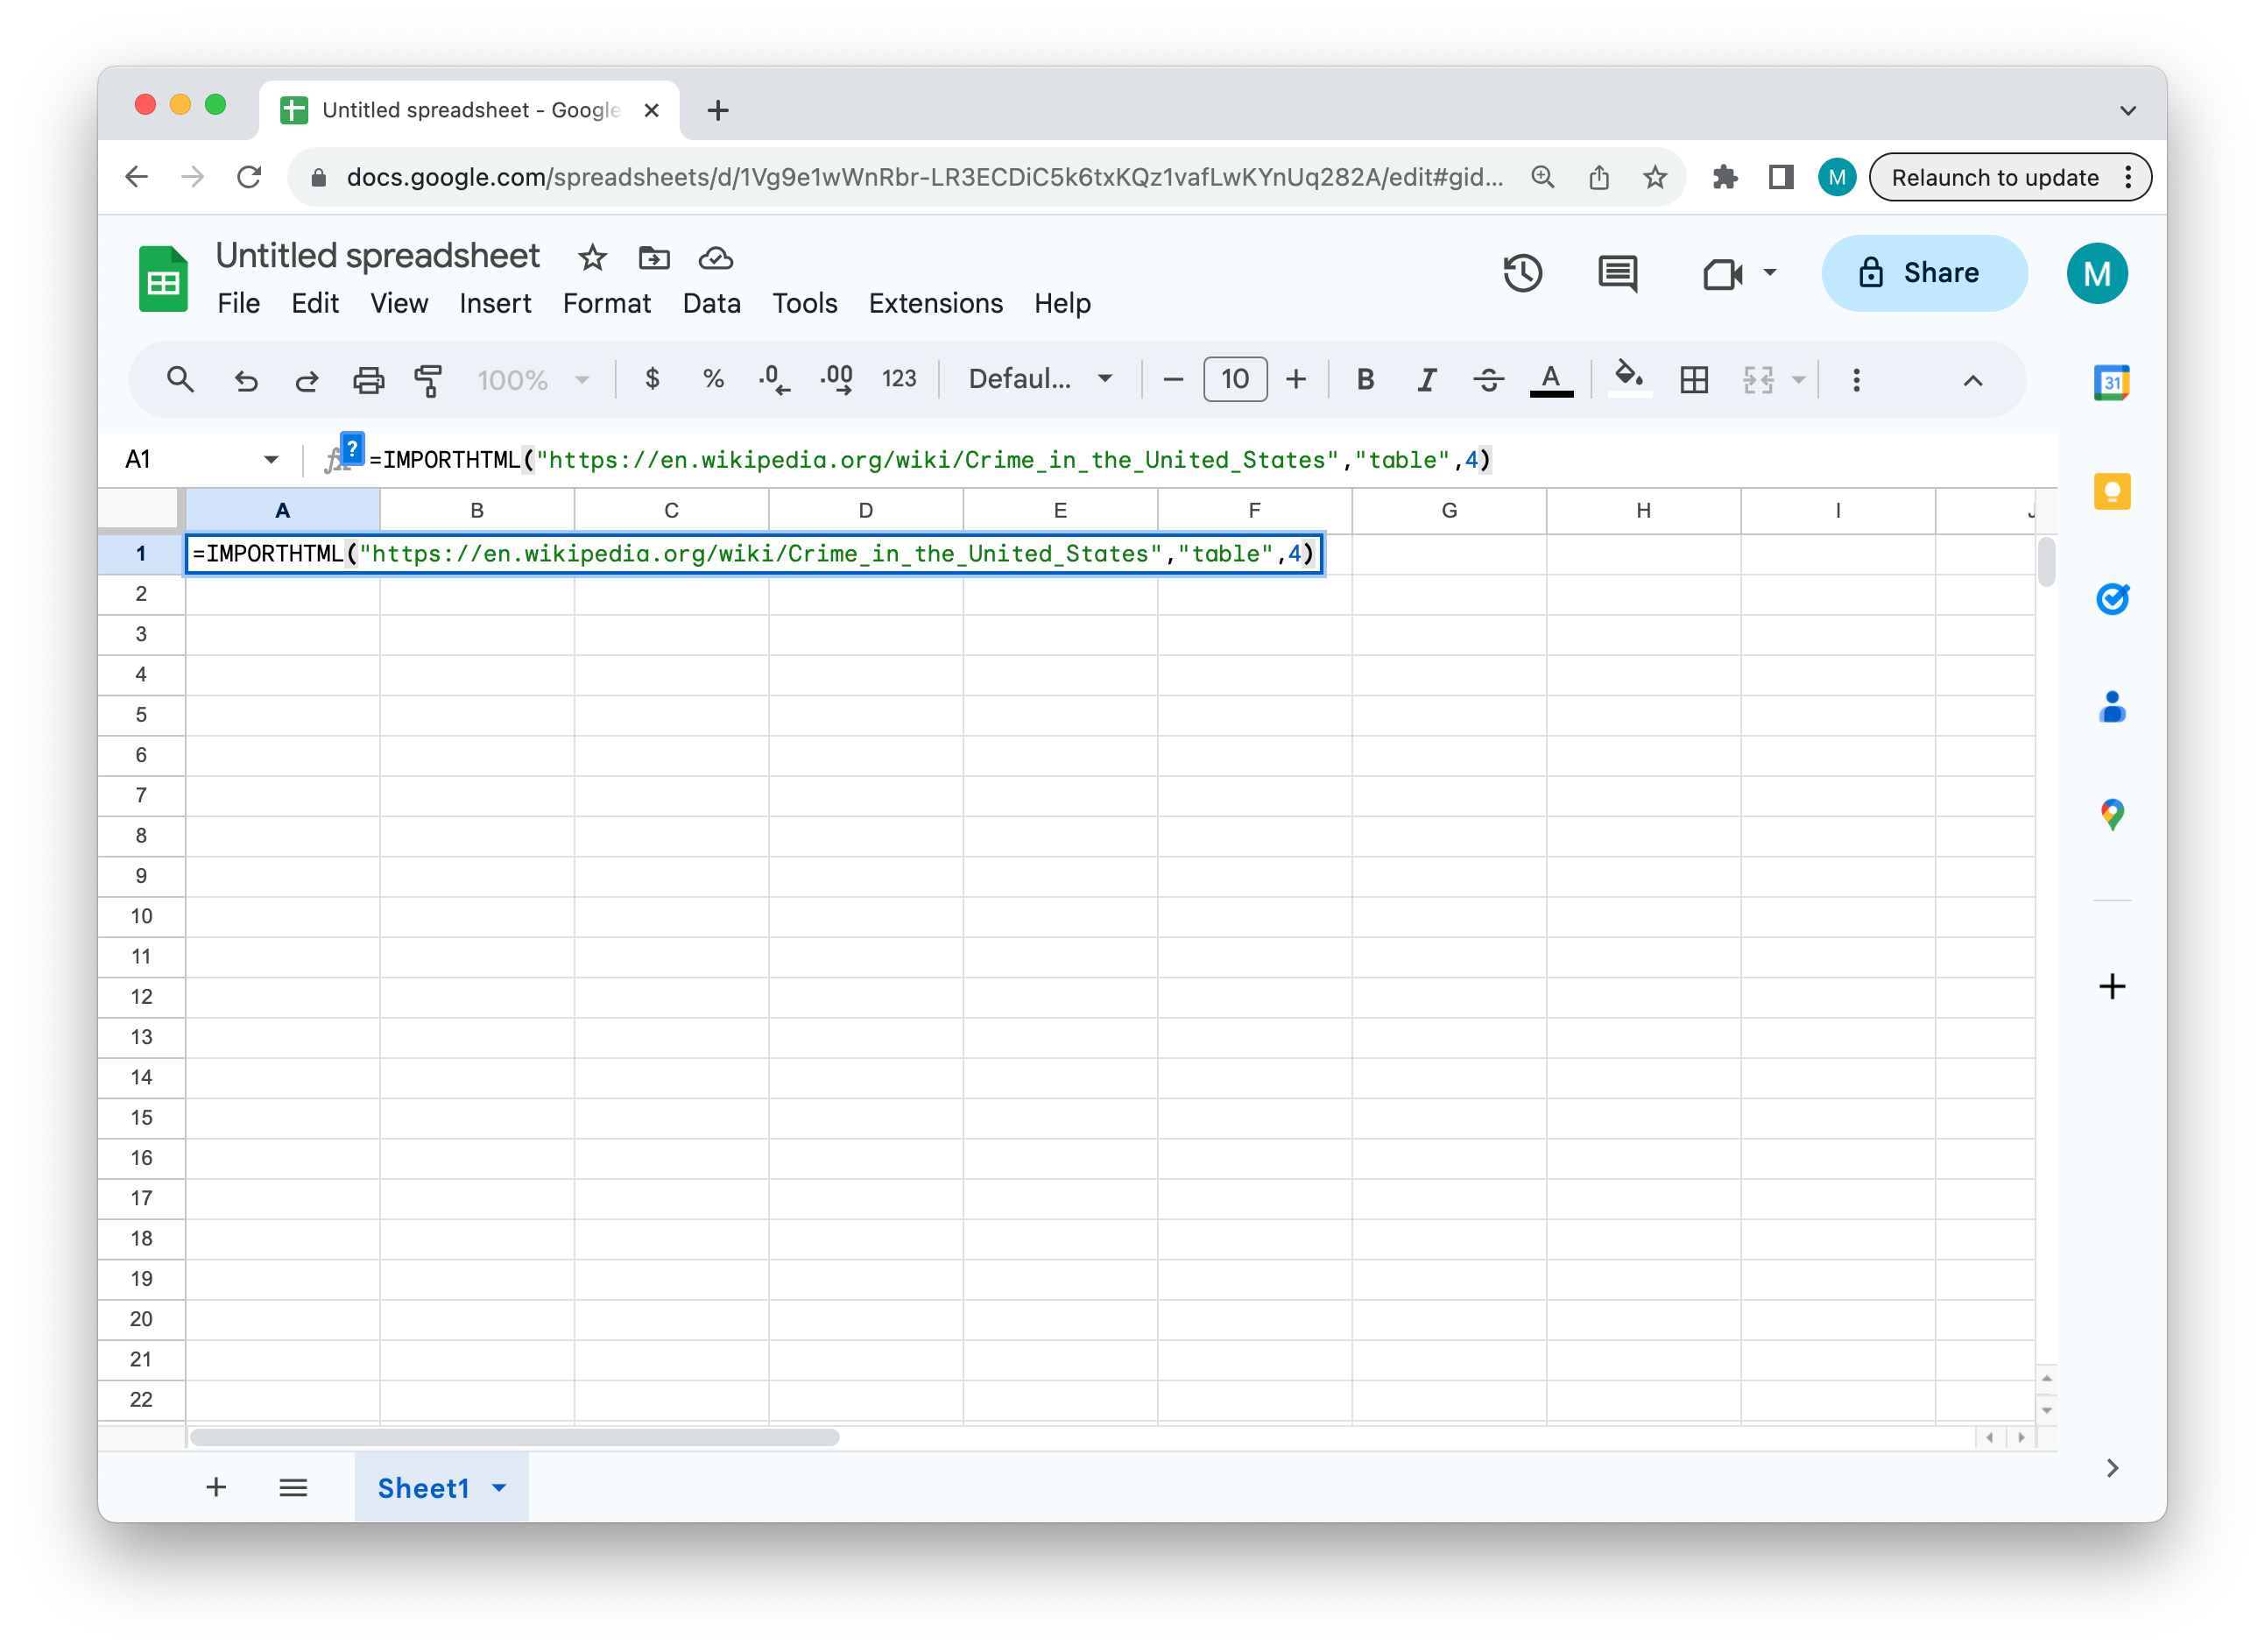 Untitled spreadsheet - Google
docs.google.com/spreadsheets/d/1Vg9e1wWnRbr-LR3ECDiC5k6txKQz1vafLwKYnUq282A/edit#gid...
M
Relaunch to update
Untitled spreadsheet
File Edit View Insert Format Data Tools Extensions Help
Share
M
100% $ % .0 .00 123 Defaul... 10 B I S A
31
A1 fx ? =IMPORTHTML("https://en.wikipedia.org/wiki/Crime_in_the_United_States","table",4)
A B C D E F G H I J
1 =IMPORTHTML("https://en.wikipedia.org/wiki/Crime_in_the_United_States","table",4)
2
3
4
5
6
7
8
9
10
11
12
13
14
15
16
17
18
19
20
21
22
Sheet1